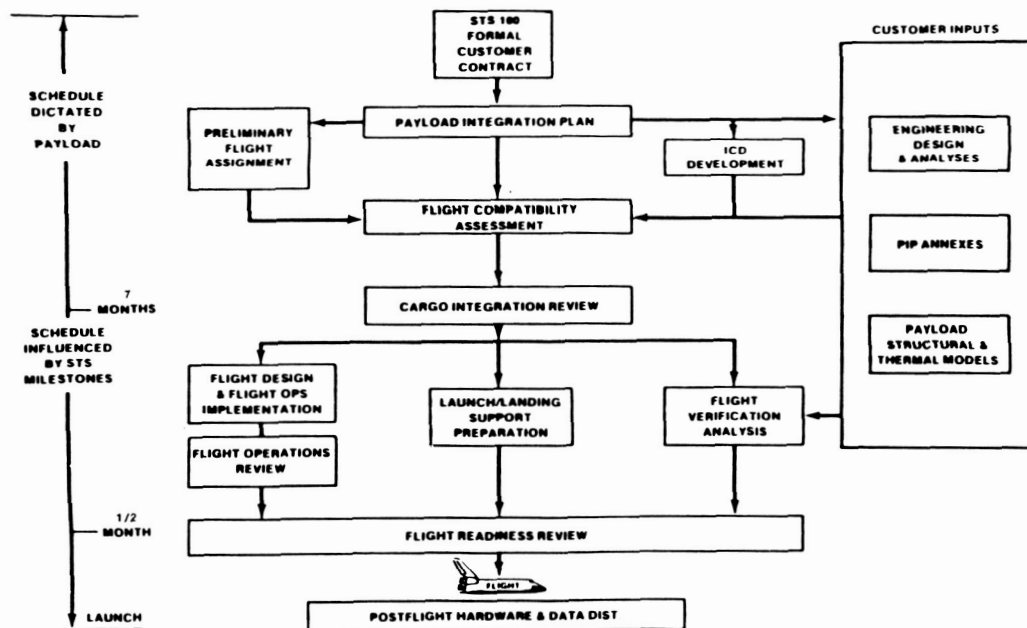 STS 100
FORMAL
CUSTOMER
CONTRACT
CUSTOMER INPUTS
SCHEDULE
DICTATED
BY
PAYLOAD
PRELIMINARY
FLIGHT
ASSIGNMENT
PAYLOAD INTEGRATION PLAN
ICD
DEVELOPMENT
ENGINEERING
DESIGN
& ANALYSES
FLIGHT COMPATIBILITY
ASSESSMENT
PIP ANNEXES
7
MONTHS
CARGO INTEGRATION REVIEW
SCHEDULE
INFLUENCED
BY STS
MILESTONES
PAYLOAD
STRUCTURAL &
THERMAL MODELS
FLIGHT DESIGN
& FLIGHT OPS
IMPLEMENTATION
LAUNCH/LANDING
SUPPORT
PREPARATION
FLIGHT
VERIFICATION
ANALYSIS
FLIGHT OPERATIONS
REVIEW
1/2
MONTH
FLIGHT READINESS REVIEW
FLIGHT
LAUNCH
POSTFLIGHT HARDWARE & DATA DIST